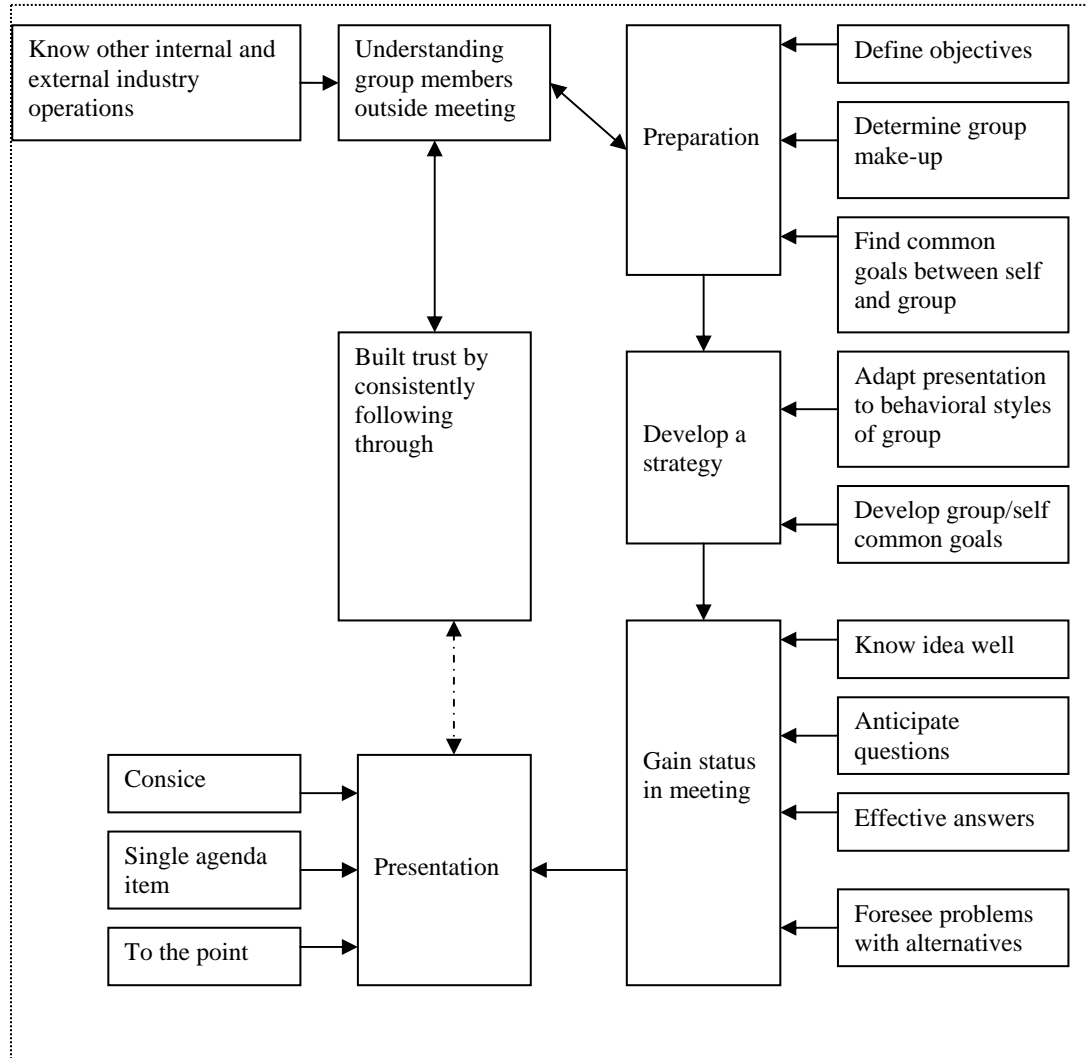 Know other internal and
external industry
operations
Understanding
group members
outside meeting
Preparation
Define objectives
Determine group
make-up
Find common
goals between self
and group
Built trust by
consistently
following
through
Develop a
strategy
Adapt presentation
to behavioral styles
of group
Develop group/self
common goals
Gain status
in meeting
Know idea well
Anticipate
questions
Effective answers
Foresee problems
with alternatives
Consice
Single agenda
item
To the point
Presentation